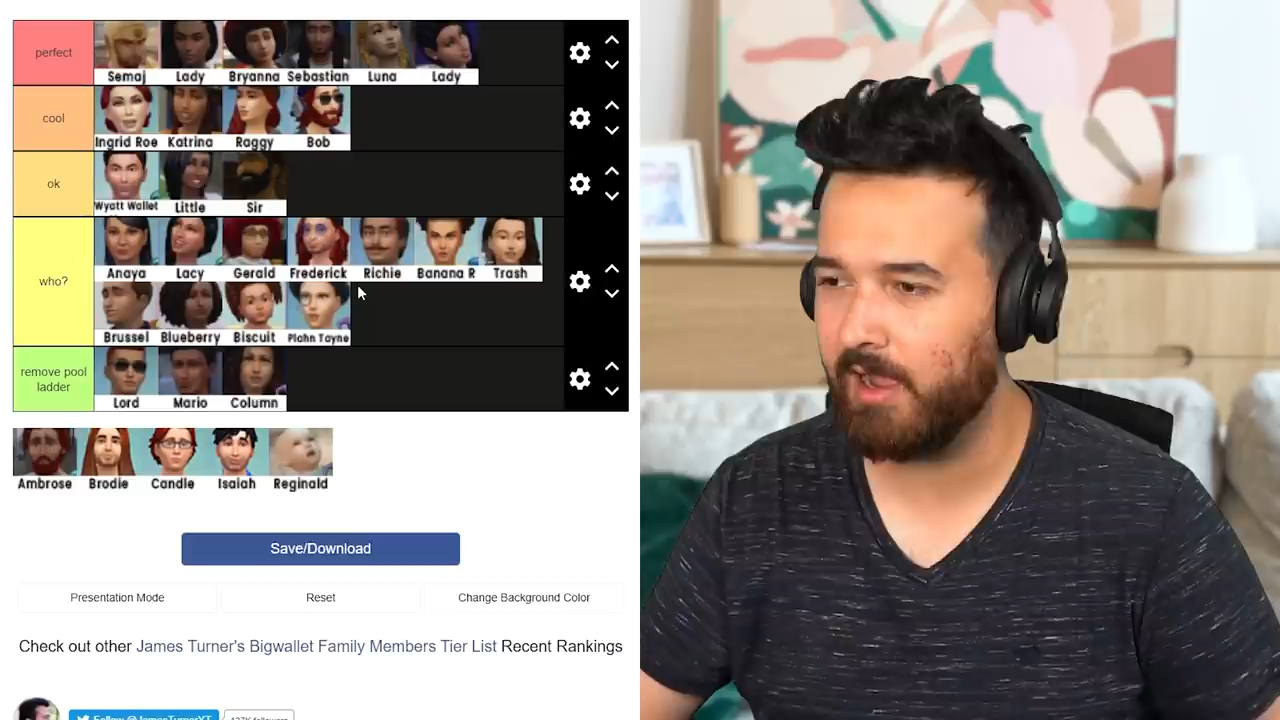 perfect
Semaj Lady Bryanna Sebastian Luna Lady
cool
Ingrid Roe Katrina Raggy Bob
ok
Wyatt Wallet Little Sir
who?
Anaya Lacy Gerald Frederick Richie Banana R Trash
Brussel Blueberry Biscuit Plahn Tayne
remove pool
ladder
Lord Mario Column
Ambrose Brodie Candle Isaiah Reginald
Save/Download
Presentation Mode Reset Change Background Color
Check out other James Turner's Bigwallet Family Members Tier List Recent Rankings
Follow @JamesTurnerYT